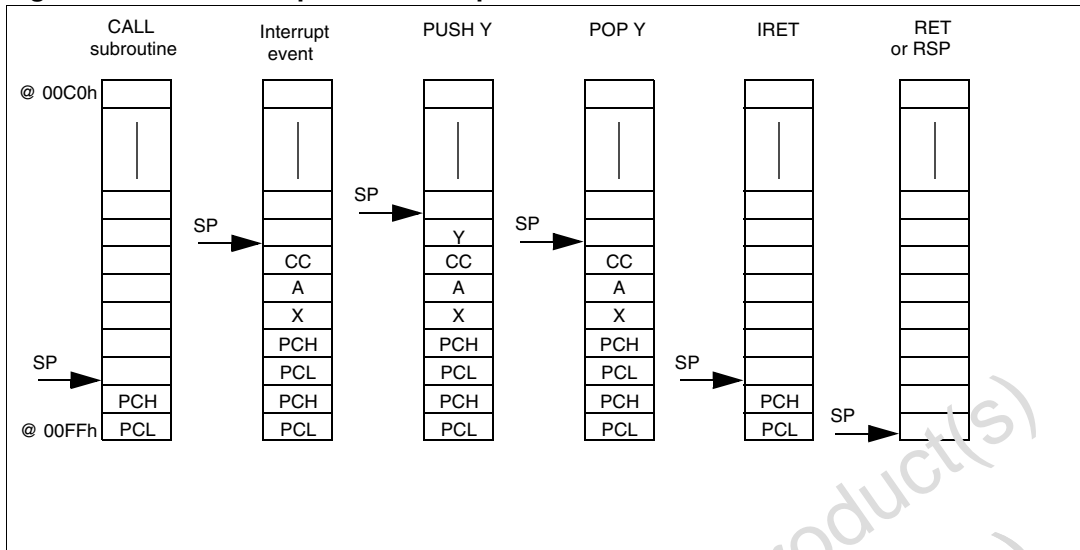 CALL
subroutine
Interrupt
event
PUSH Y
POP Y
IRET
RET
or RSP
@ 00C0h
SP
SP
Y
SP
CC
CC
CC
A
A
A
X
X
X
PCH
PCH
PCH
SP
PCL
PCL
PCL
SP
PCH
PCH
PCH
PCH
PCH
SP
@ 00FFh
PCL
PCL
PCL
PCL
PCL
roduct(s)